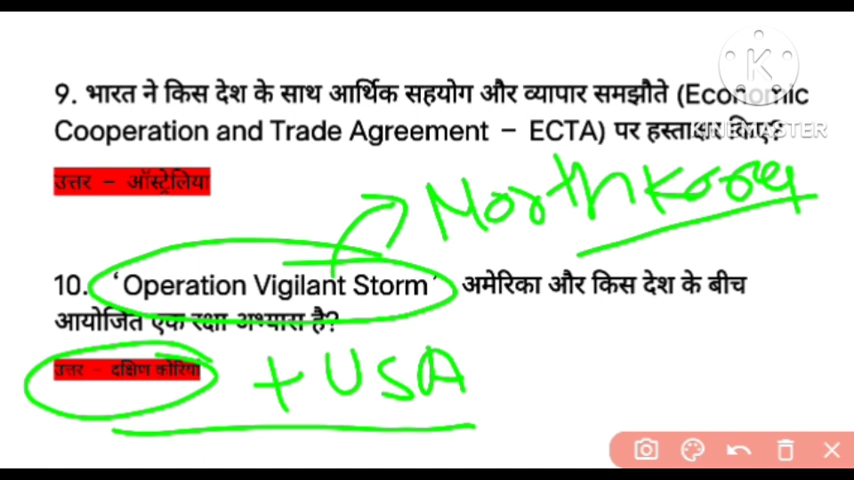 9. भारत ने किस देश के साथ आर्थिक सहयोग और व्यापार समझौते (Economic
Cooperation and Trade Agreement – ECTA) पर हस्ताक्षर किए?
K
KINEMASTER
उत्तर – ऑस्ट्रेलिया
North Korea
10. ‘Operation Vigilant Storm’ अमेरिका और किस देश के बीच
आयोजित एक रक्षा अभ्यास है?
उत्तर – दक्षिण कोरिया
+ USA